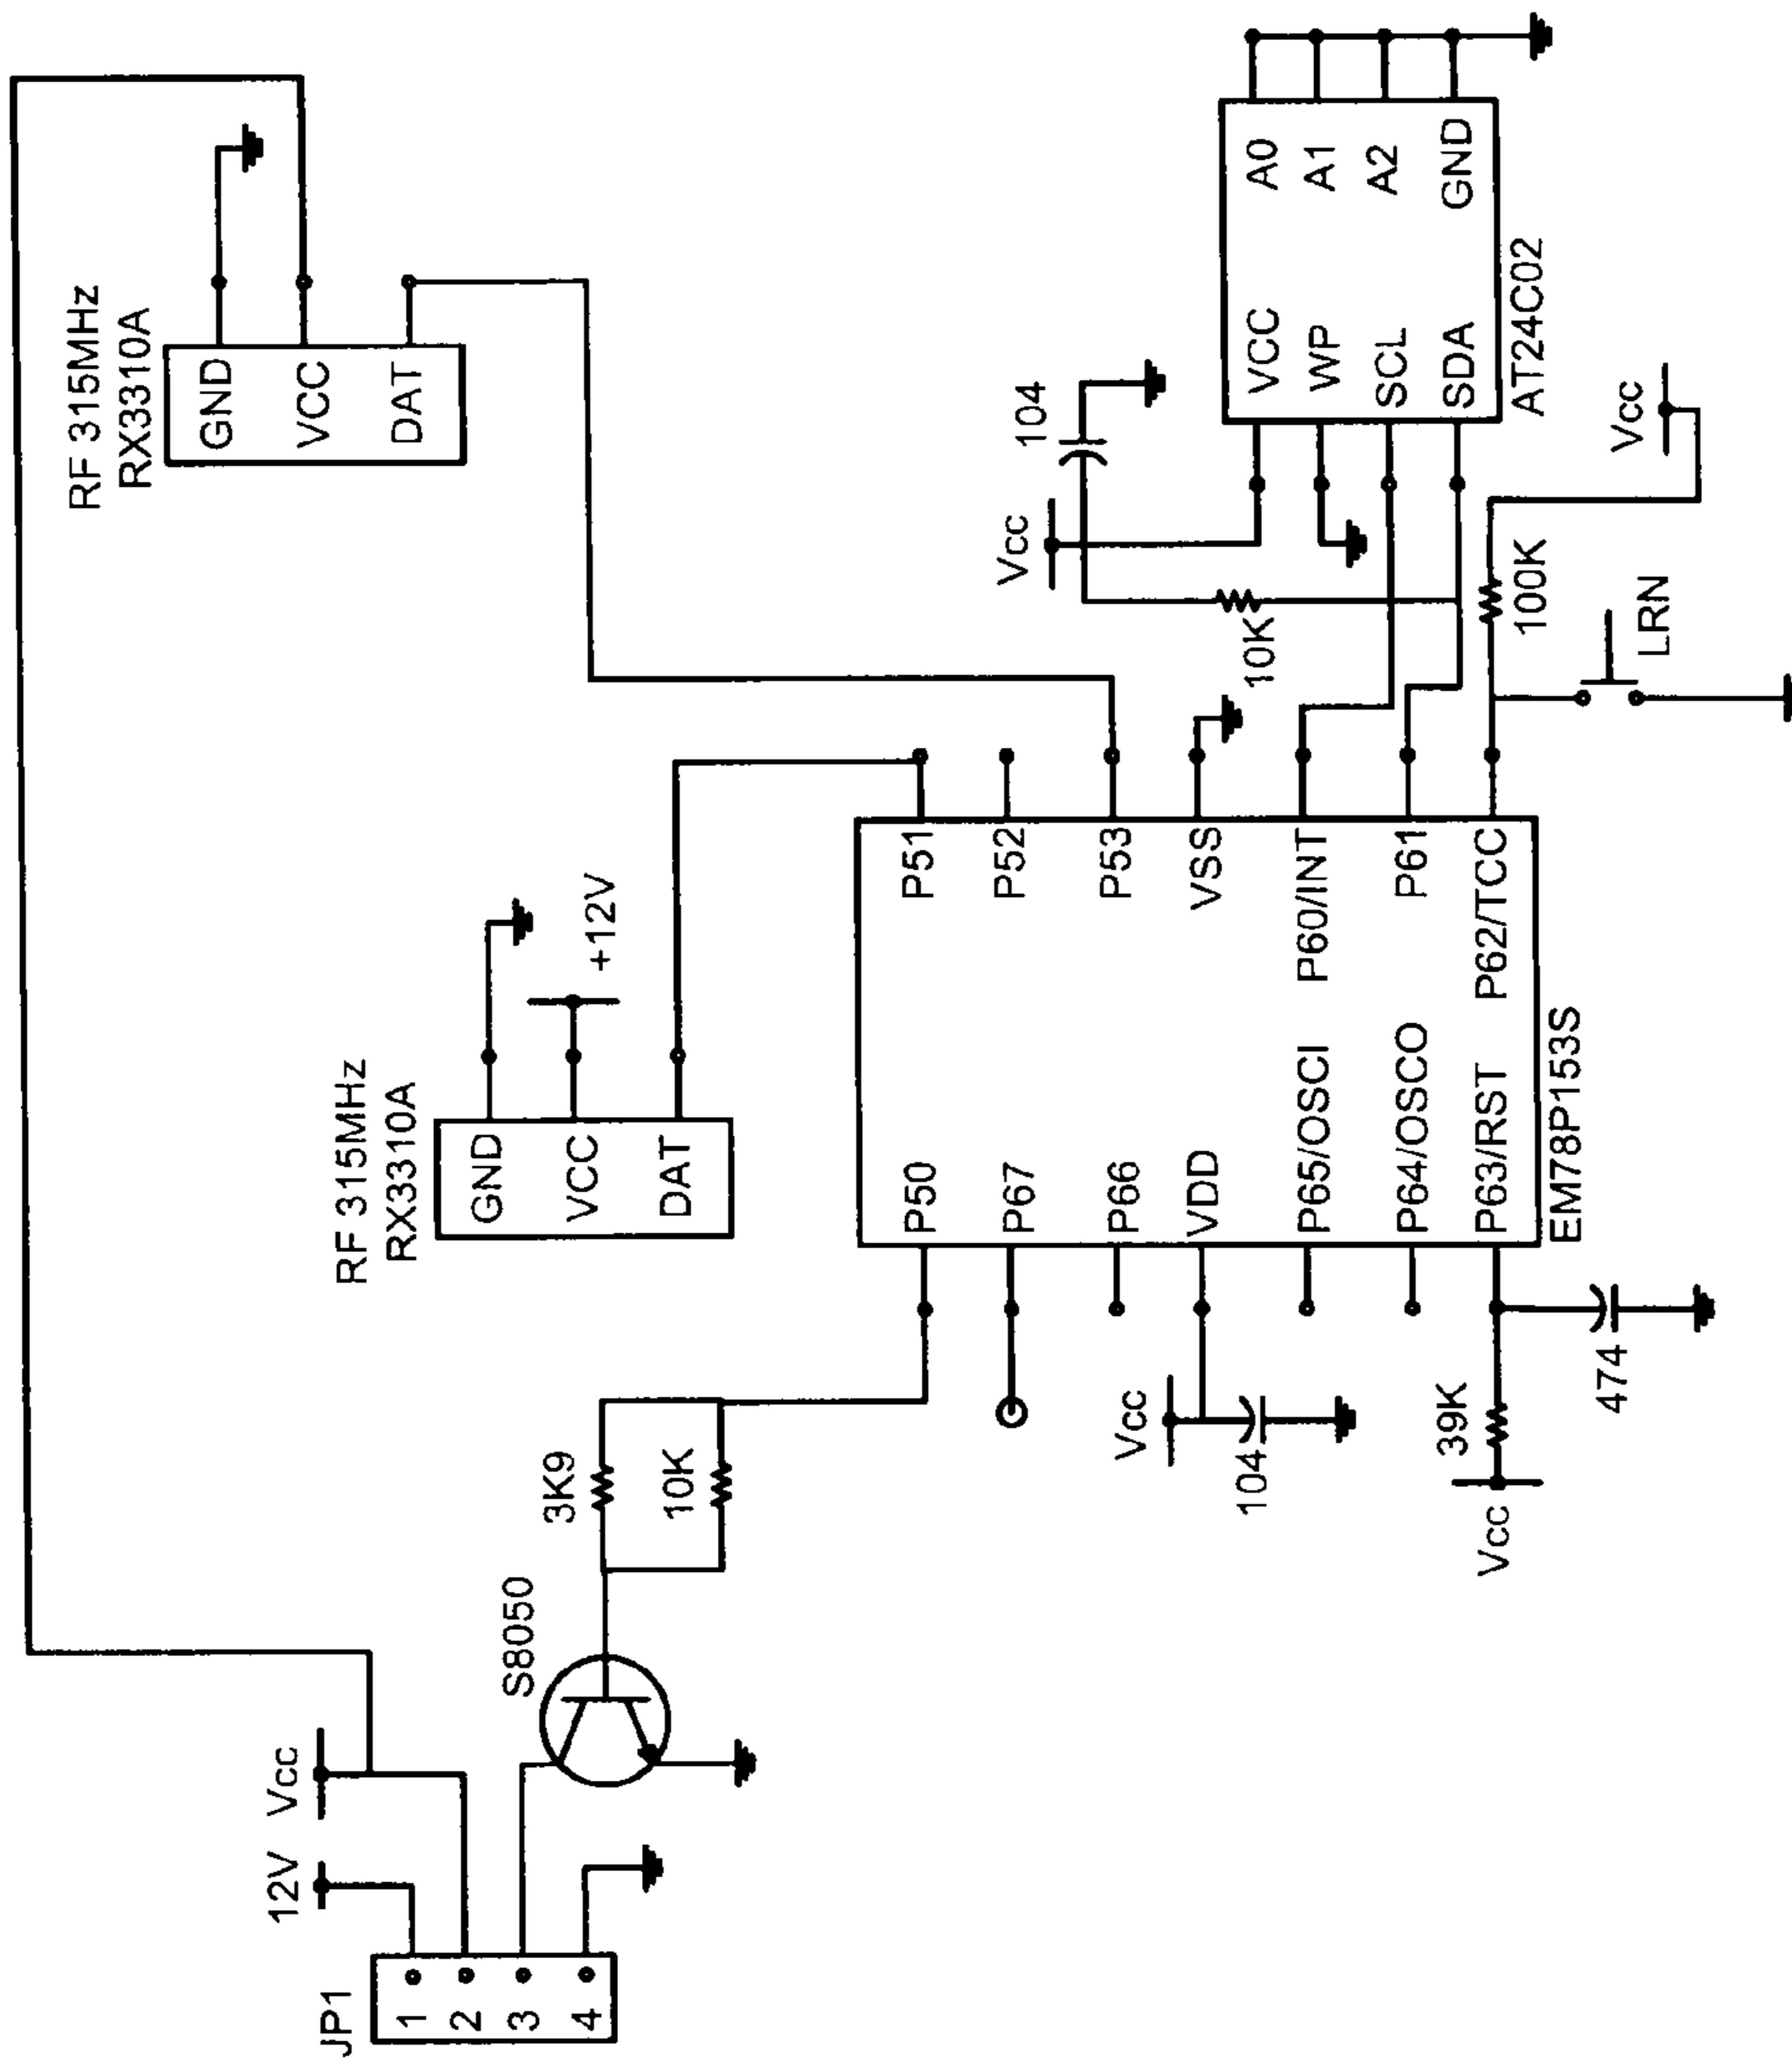 JP1
1
2
3
4
12V
Vcc
S8050
3K9
10K
RF 315MHz
RX3310A
GND
VCC
DAT
+12V
RF 315MHz
RX3310A
GND
VCC
DAT
P50
P67
P66
VDD
P65/OSCI
P64/OSCO
P63/RST
P51
P52
P53
VSS
P60/INT
P61
P62/TCC
EM78P153S
Vcc
104
39K
Vcc
474
Vcc
104
10K
VCC
WP
SCL
SDA
A0
A1
A2
GND
AT24C02
100K
Vcc
LRN